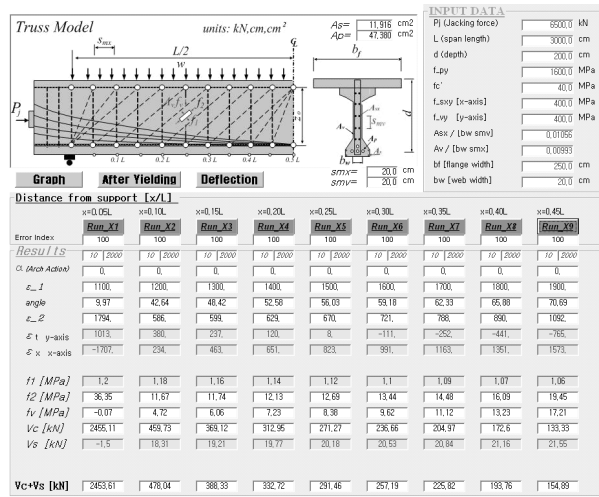 Truss Model units: kN,cm,cm²
As= 11,916 cm2
Ap= 47,380 cm2
smx
L/2
w
CL
bf
Pj
d
Av
Aw
smv
Ap
bw
0.1 L 0.2 L 0.3 L 0.4 L 0.5 L
smx= 20,0 cm
smv= 20,0 cm
INPUT DATA
Pj (Jacking force) 6500,0 kN
L (span length) 3000,0 cm
d (depth) 200,0 cm
f_py 1600,0 MPa
fc' 40,0 MPa
f_sxy [x-axis] 400,0 MPa
f_vy [y-axis] 400,0 MPa
Asx / [bw smv] 0,01056
Av / [bw smx] 0,00993
bf [flange width] 250,0 cm
bw [web width] 20,0 cm
Graph After Yielding Deflection
Distance from support [x/L]
x=0,05L x=0,10L x=0,15L x=0,20L x=0,25L x=0,30L x=0,35L x=0,40L x=0,45L
Run_X1 Run_X2 Run_X3 Run_X4 Run_X5 Run_X6 Run_X7 Run_X8 Run_X9
Error Index 100 100 100 100 100 100 100 100 100
Results 10 2000 10 2000 10 2000 10 2000 10 2000 10 2000 10 2000 10 2000 10 2000
α (Arch Action) 0, 0, 0, 0, 0, 0, 0, 0, 0,
ε_1 1100, 1200, 1300, 1400, 1500, 1600, 1700, 1800, 1900,
angle 9,97 42,64 48,42 52,58 56,03 59,18 62,33 65,88 70,69
ε_2 1794, 586, 599, 629, 670, 721, 788, 890, 1092,
ε t y-axis 1013, 380, 237, 120, 8, -111, -252, -441, -765,
ε x x-axis -1707, 234, 463, 651, 823, 991, 1163, 1351, 1573,
f1 [MPa] 1,2 1,18 1,16 1,14 1,12 1,1 1,09 1,07 1,06
f2 [MPa] 36,35 11,67 11,74 12,13 12,69 13,44 14,48 16,09 19,45
fv [MPa] -0,07 4,72 6,06 7,23 8,38 9,62 11,12 13,23 17,21
Vc [kN] 2455,11 459,73 369,12 312,95 271,27 236,66 204,97 172,6 133,33
Vs [kN] -1,5 18,31 19,21 19,77 20,18 20,53 20,84 21,16 21,55
Vc+Vs [kN] 2453,61 478,04 388,33 332,72 291,46 257,19 225,82 193,76 154,89